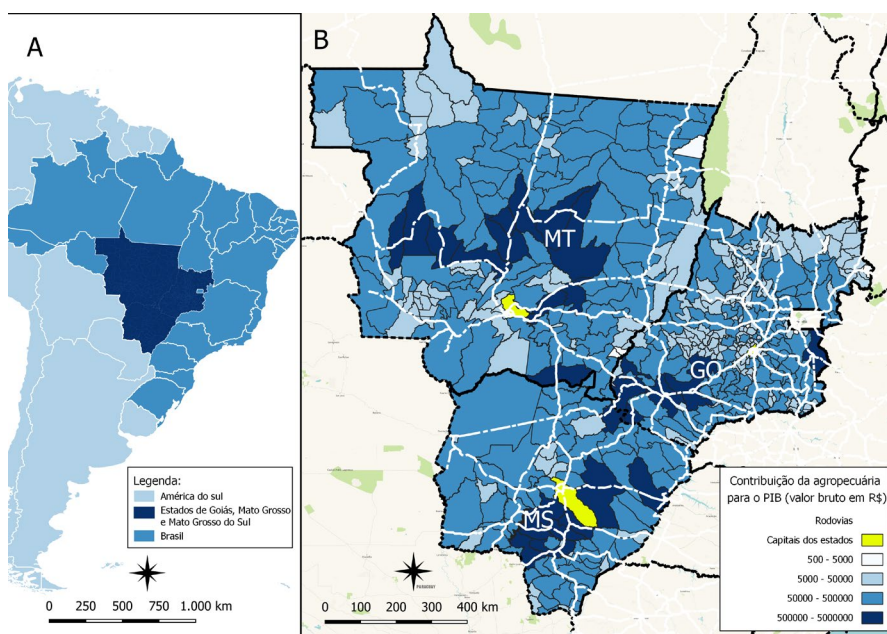 A
Legenda:
América do sul
Estados de Goiás, Mato Grosso
e Mato Grosso do Sul
Brasil
0 250 500 750 1.000 km
B
MT
GO
MS
PARAGUAY
0 100 200 300 400 km
Contribuição da agropecuária
para o PIB (valor bruto em R$)
Rodovias
Capitais dos estados
500 - 5000
5000 - 50000
50000 - 500000
500000 - 5000000